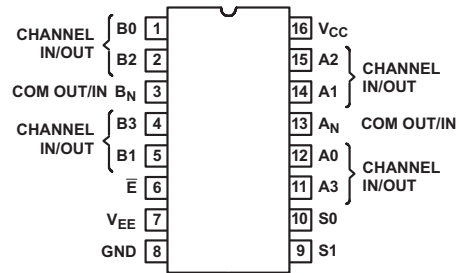 CHANNEL
IN/OUT
B0 1
B2 2
COM OUT/IN BN 3
CHANNEL
IN/OUT
B3 4
B1 5
E̅ 6
VEE 7
GND 8
16 VCC
15 A2
14 A1
CHANNEL
IN/OUT
13 AN COM OUT/IN
12 A0
11 A3
CHANNEL
IN/OUT
10 S0
9 S1